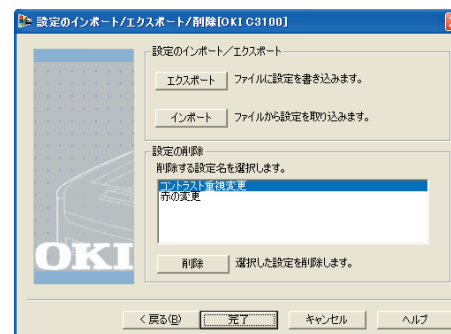 設定のインポート/エクスポート/削除[OKI C3100]
設定のインポート/エクスポート
エクスポート ファイルに設定を書き込みます。
インポート ファイルから設定を取り込みます。
設定の削除
削除する設定名を選択します。
コントラスト重視変更
赤の変更
OKI
削除 選択した設定を削除します。
< 戻る(B) 完了 キャンセル ヘルプ